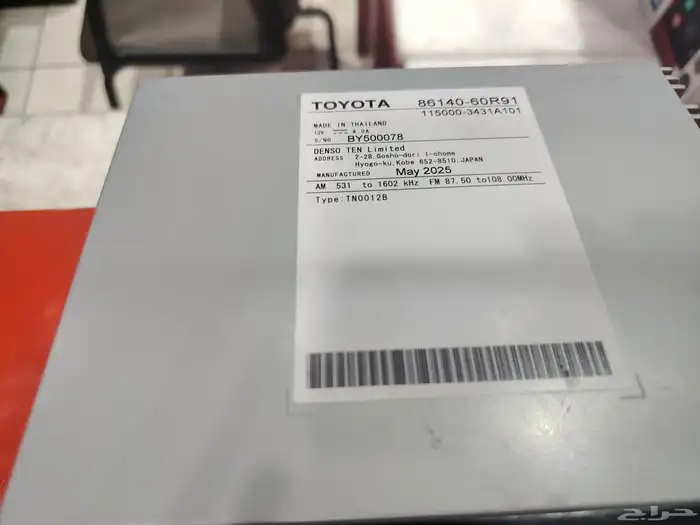 TOYOTA 86140-60R91
115000-3431A101
MADE IN THAILAND
12V ⎓ 4.0A
S/NO BY500078
DENSO TEN Limited
ADDRESS 2-28,Gosho-dori 1-chome
Hyogo-ku,Kobe 652-8510,JAPAN
MANUFACTURED May 2025
AM 531 to 1602 kHz FM 87.50 to108.00MHz
Type:TN0012B
حراج